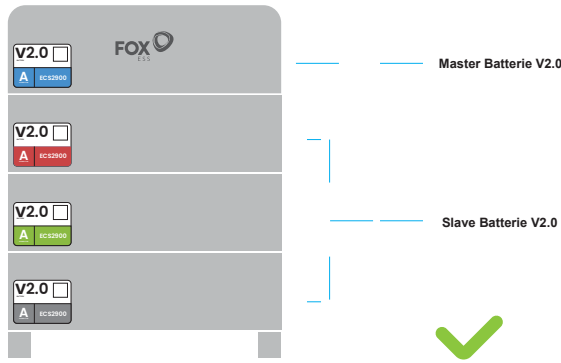 V2.0
A ECS2900
FOX
ESS
Master Batterie V2.0
V2.0
A ECS2900
V2.0
A ECS2900
Slave Batterie V2.0
V2.0
A ECS2900